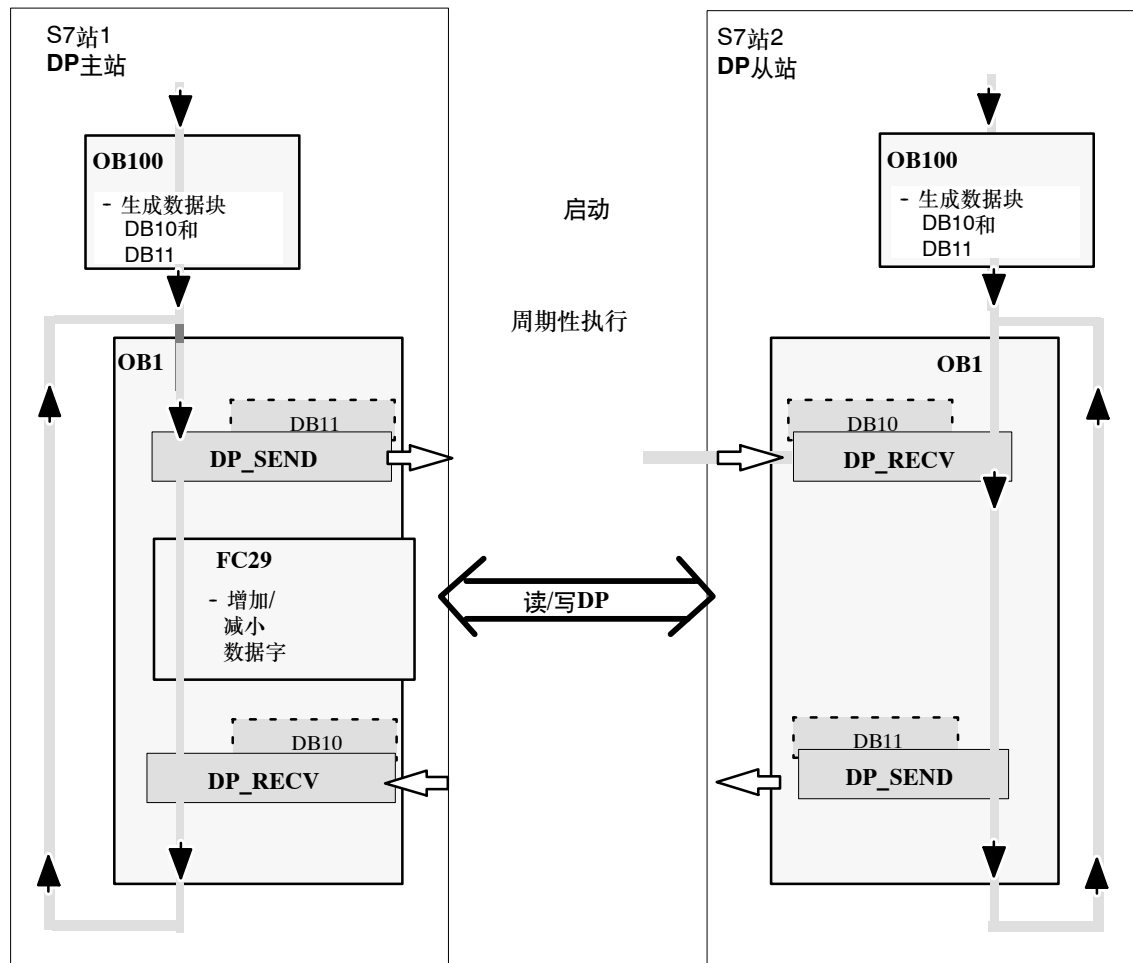 S7站1
DP主站
OB100
- 生成数据块
DB10和
DB11
OB1
DB11
DP_SEND
FC29
- 增加/
减小
数据字
DB10
DP_RECV
启动
周期性执行
读/写DP
S7站2
DP从站
OB100
- 生成数据块
DB10和
DB11
OB1
DB10
DP_RECV
DB11
DP_SEND